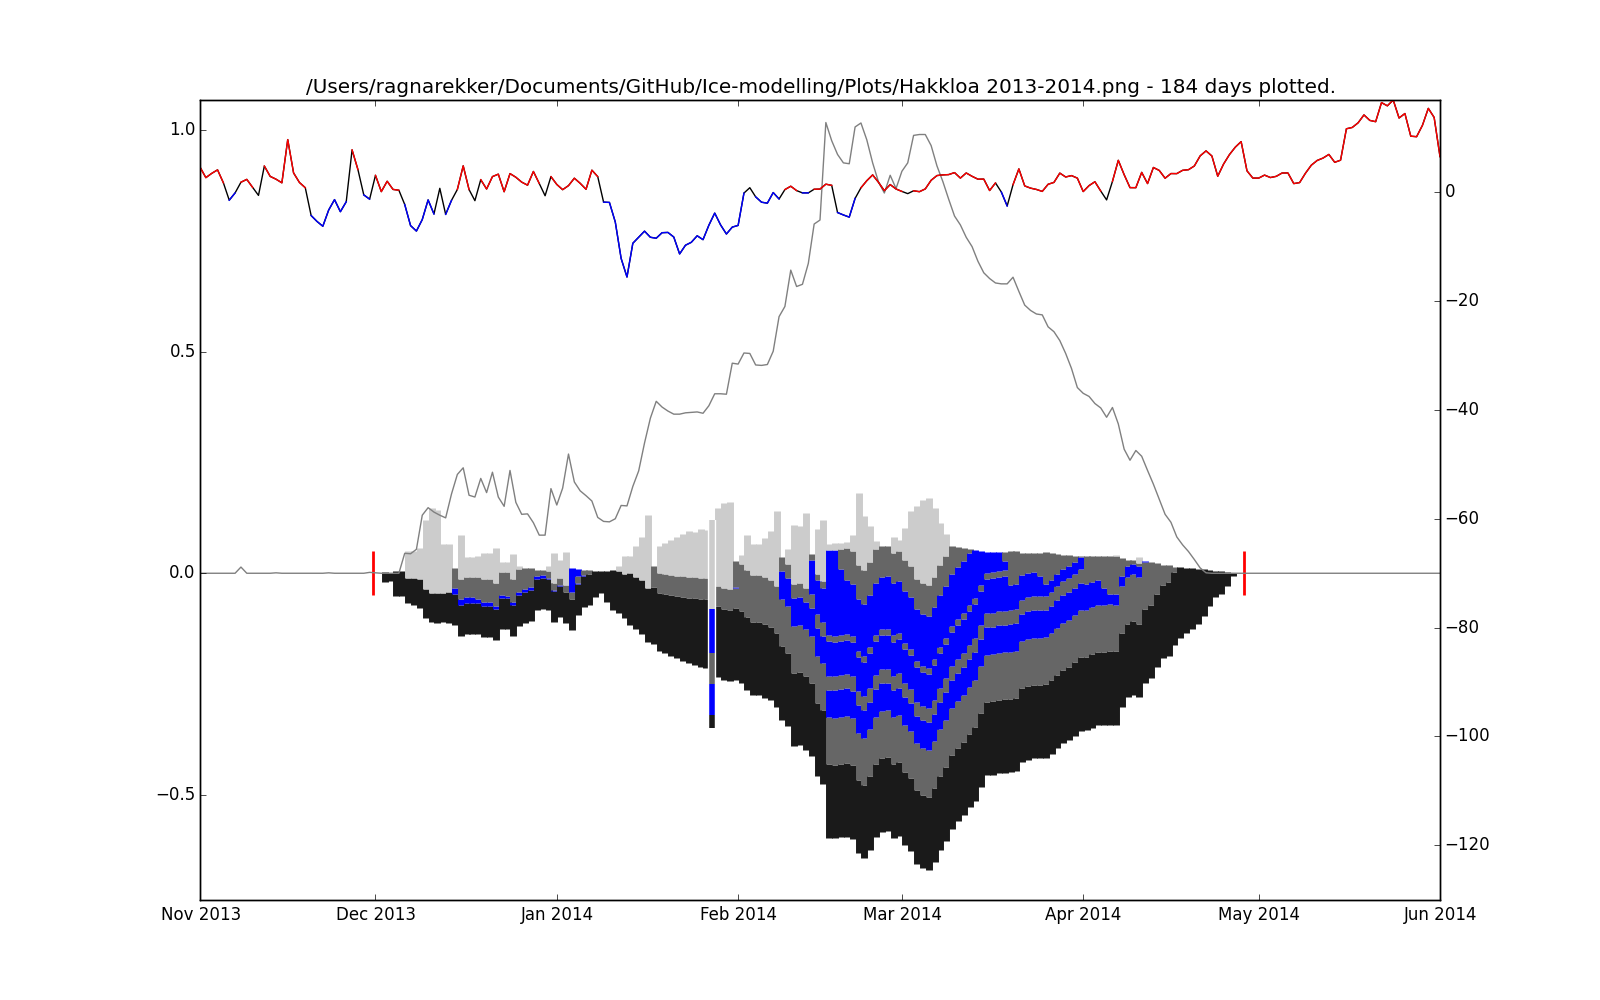 /Users/ragnarekker/Documents/GitHub/Ice-modelling/Plots/Hakkloa 2013-2014.png - 184 days plotted.
1.0
0.5
0.0
−0.5
0
−20
−40
−60
−80
−100
−120
Nov 2013
Dec 2013
Jan 2014
Feb 2014
Mar 2014
Apr 2014
May 2014
Jun 2014